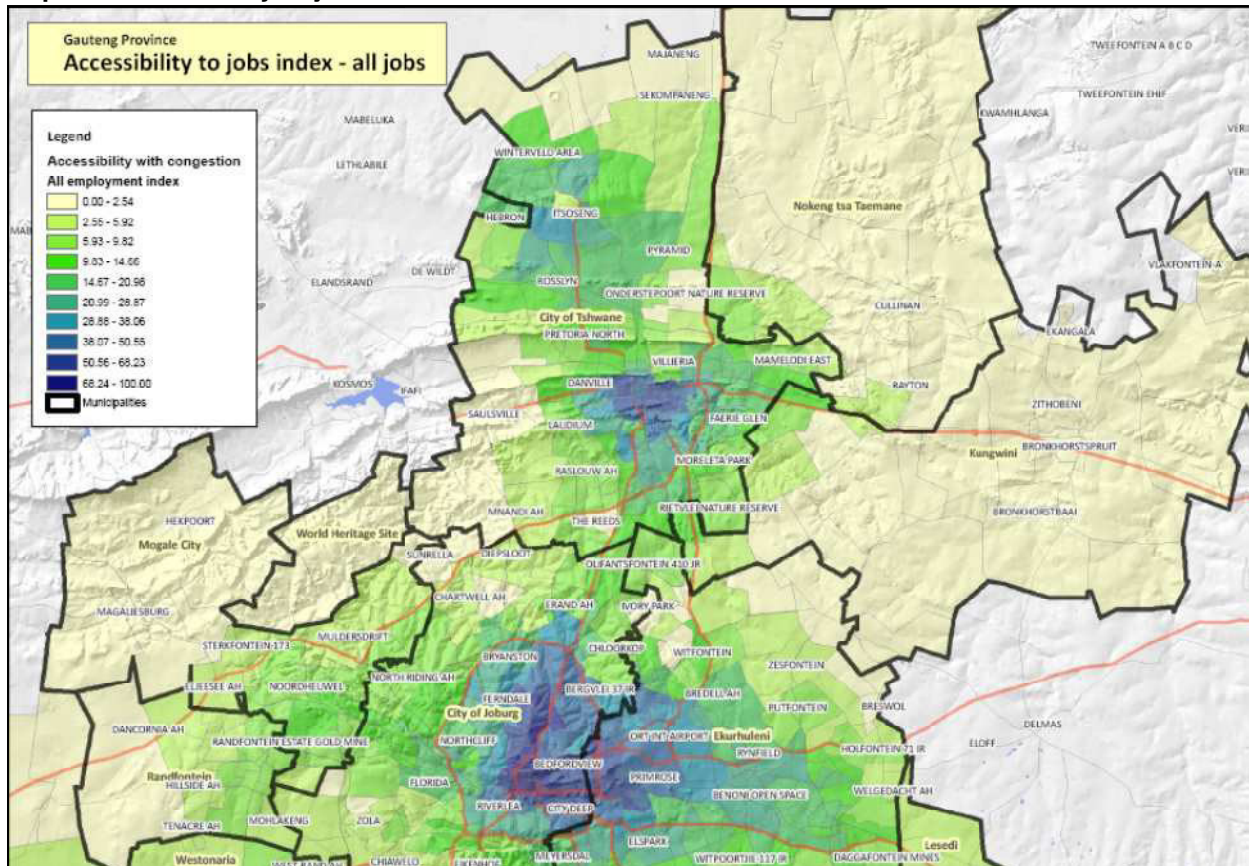 Gauteng Province
Accessibility to jobs index - all jobs
Legend
Accessibility with congestion
All employment index
0.00 - 2.54
2.55 - 5.92
5.93 - 9.82
9.83 - 14.66
14.67 - 20.98
20.99 - 28.87
28.88 - 38.06
38.07 - 50.55
50.56 - 68.23
68.24 - 100.00
Municipalities
MAJANENG
TWEEFONTEIN A B C D
SEKOMPANENG
TWEEFONTEIN EHIF
KWAMHLANGA
MABELUKA
WINTERVELD AREA
LETHLABILE
Nokeng tsa Taemane
HEBRON
ITSOSENG
PYRAMID
DE WILDT
VLAKFONTEIN A
ELANDSRAND
ROSSLYN
ONDERSTEPOORT NATURE RESERVE
CULLINAN
City of Tshwane
EKANGALA
PRETORIA NORTH
VILLIERIA
MAMELODI EAST
KOSMOS
IFAFI
DANVILLE
RAYTON
ZITHOBENI
SAULSVILLE
LAUDIUM
FAERIE GLEN
BRONKHORSTSPRUIT
Kungwini
RASLOUW AH
MORELETA PARK
MNANDI AH
RIETVLEI NATURE RESERVE
BRONKHORSTBAAI
HEKPOORT
THE REEDS
Mogale City
World Heritage Site
SUNRELLA
DIEPSLOOT
OLIFANTSFONTEIN 410 JR
CHARTWELL AH
ERAND AH
IVORY PARK
MAGALIESBURG
MULDERSDRIFT
STERKFONTEIN 173
CHLOORKOP
WITFONTEIN
BRYANSTON
ZESFONTEIN
ELJEESEE AH
NOORDHEUWEL
NORTH RIDING AH
BERGVLEI 37 IR
BREDELL AH
FERNDALE
PUTFONTEIN
BRESWOL
City of Joburg
DANCORNIA AH
RANDFONTEIN ESTATE GOLD MINE
NORTHCLIFF
ORT INT AIRPORT
Ekurhuleni
DELMAS
RYNFIELD
HOLFONTEIN 71 IR
ELOFF
BEDFORDVIEW
Randfontein
HILLSIDE AH
FLORIDA
PRIMROSE
BENONI OPEN SPACE
WELGEDACHT AH
RIVERLEA
CITY DEEP
TENACRE AH
MOHLAKENG
ZOLA
ELSPARK
Westonaria
WEST RAND AH
CHIAWELO
EIKENHOF
MEYERSDAL
WITPOORTJIE 117 IR
DAGGAFONTEIN MINES
Lesedi